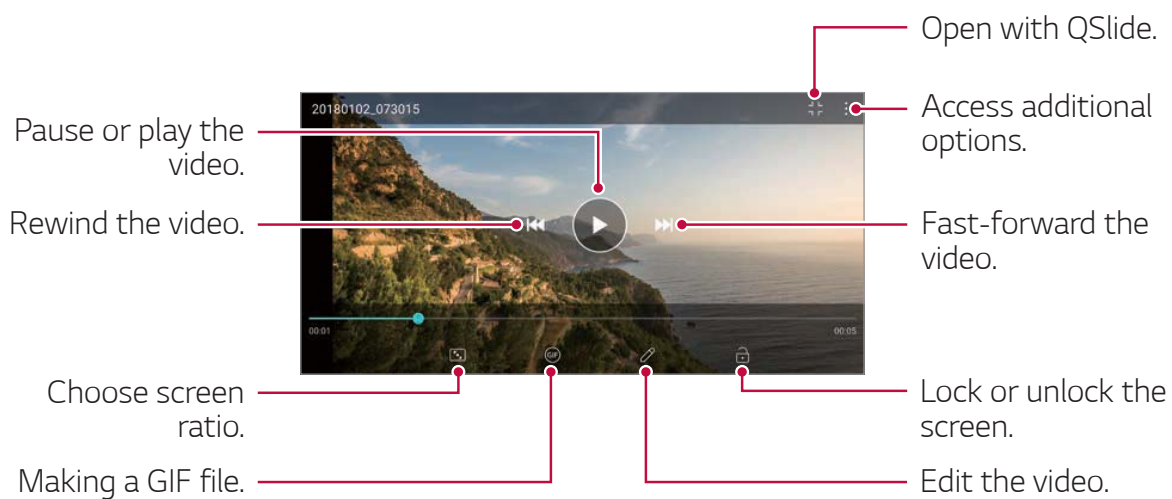 Open with QSlide.
20180102_073015
Access additional
options.
Pause or play the
video.
Rewind the video.
Fast-forward the
video.
00:01
00:05
GIF
Choose screen
ratio.
Lock or unlock the
screen.
Making a GIF file.
Edit the video.